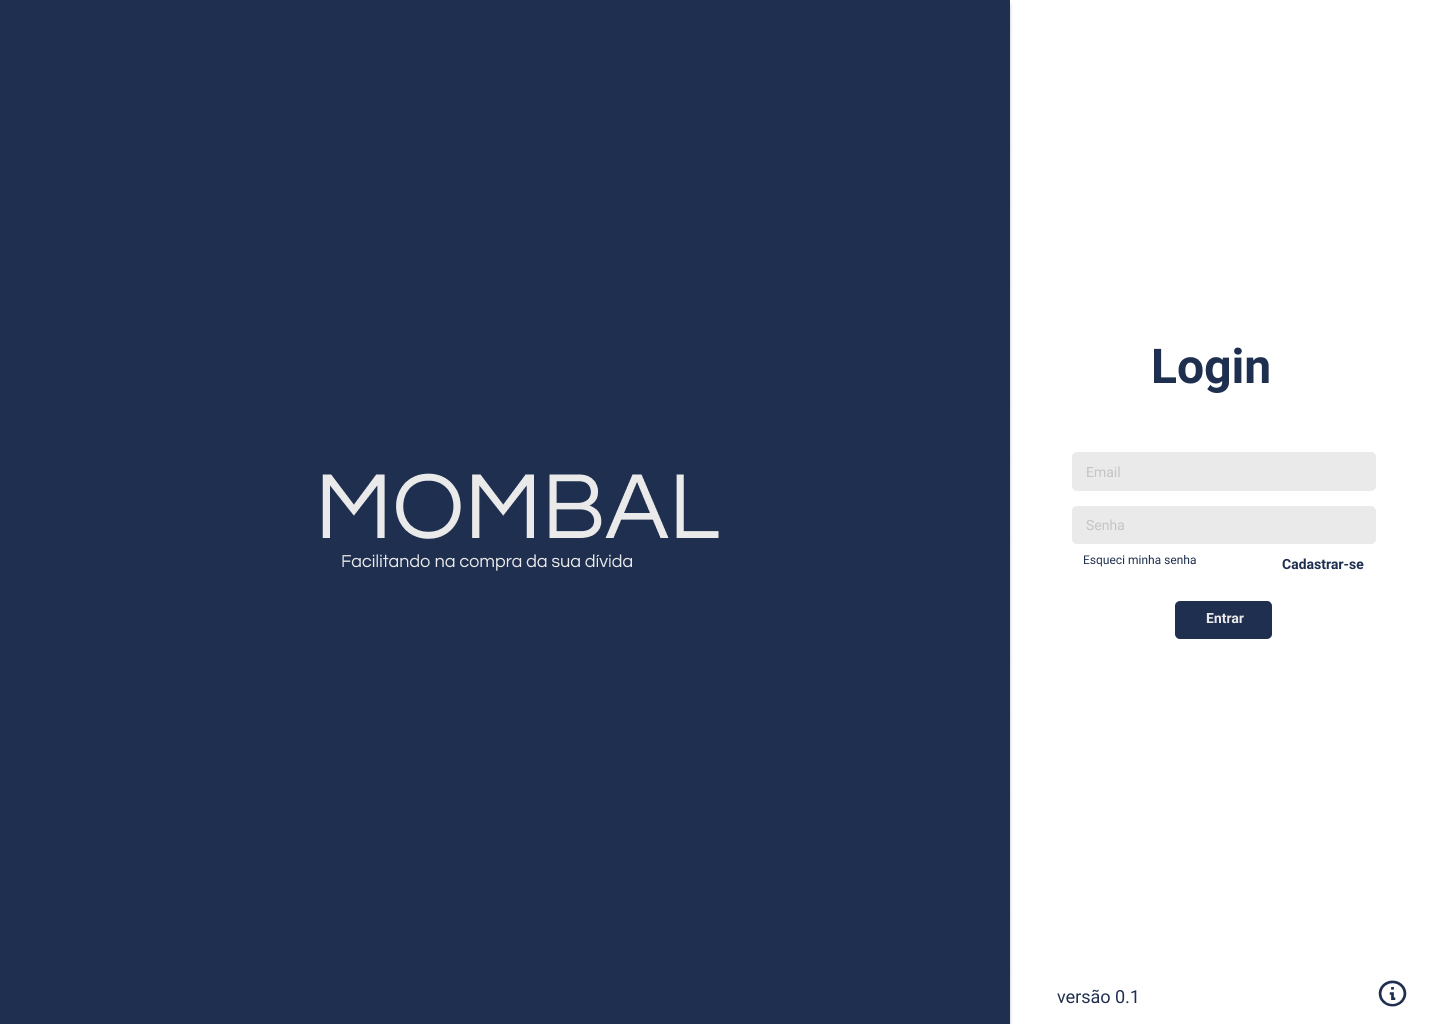 MOMBAL
Facilitando na compra da sua dívida
Login
Email
Senha
Esqueci minha senha
Cadastrar-se
Entrar
versão 0.1